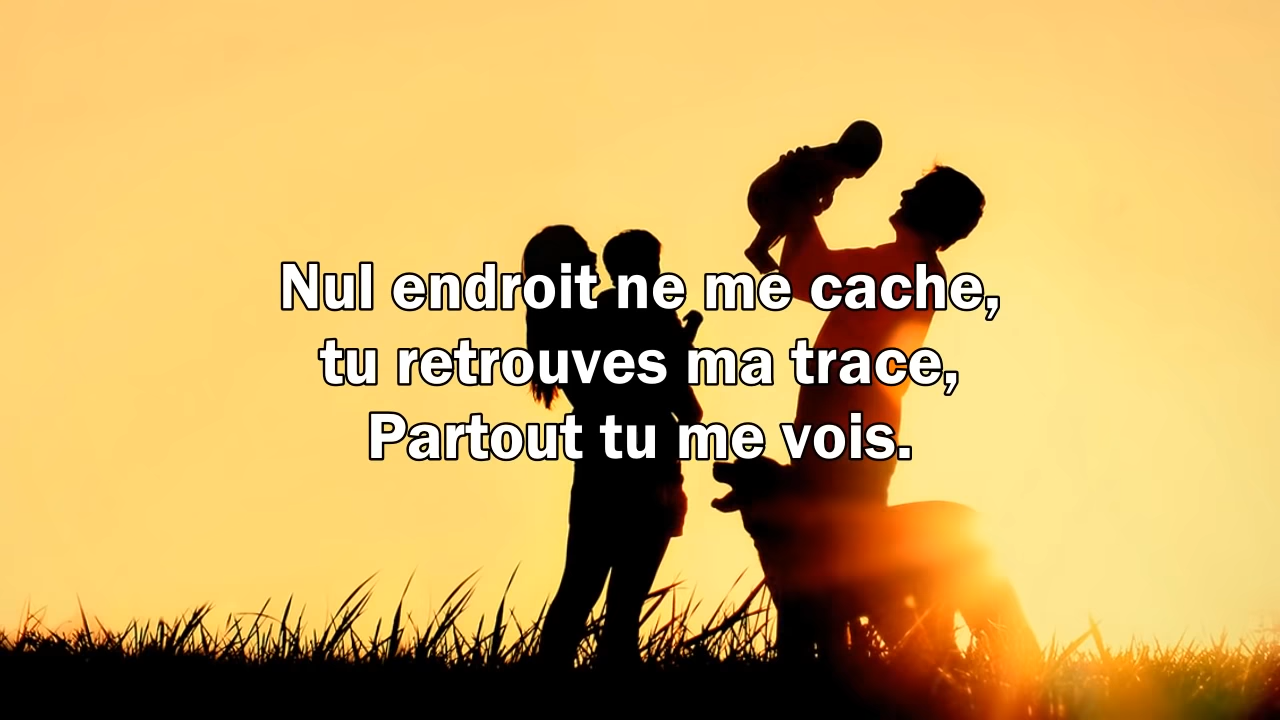 Nul endroit ne me cache,
tu retrouves ma trace,
Partout tu me vois.